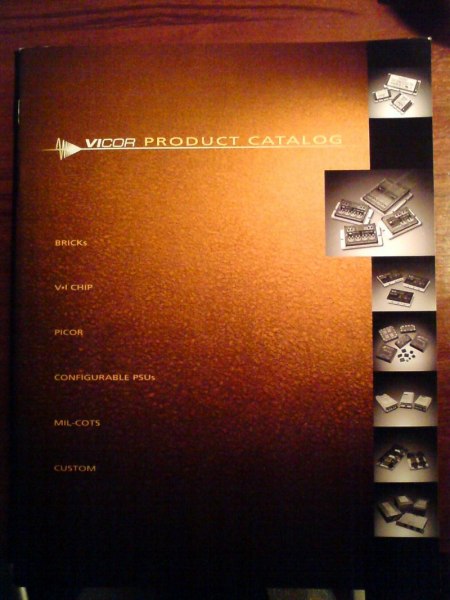 VICOR PRODUCT CATALOG
BRICKs
V•I CHIP
PICOR
CONFIGURABLE PSUs
MIL-COTS
CUSTOM